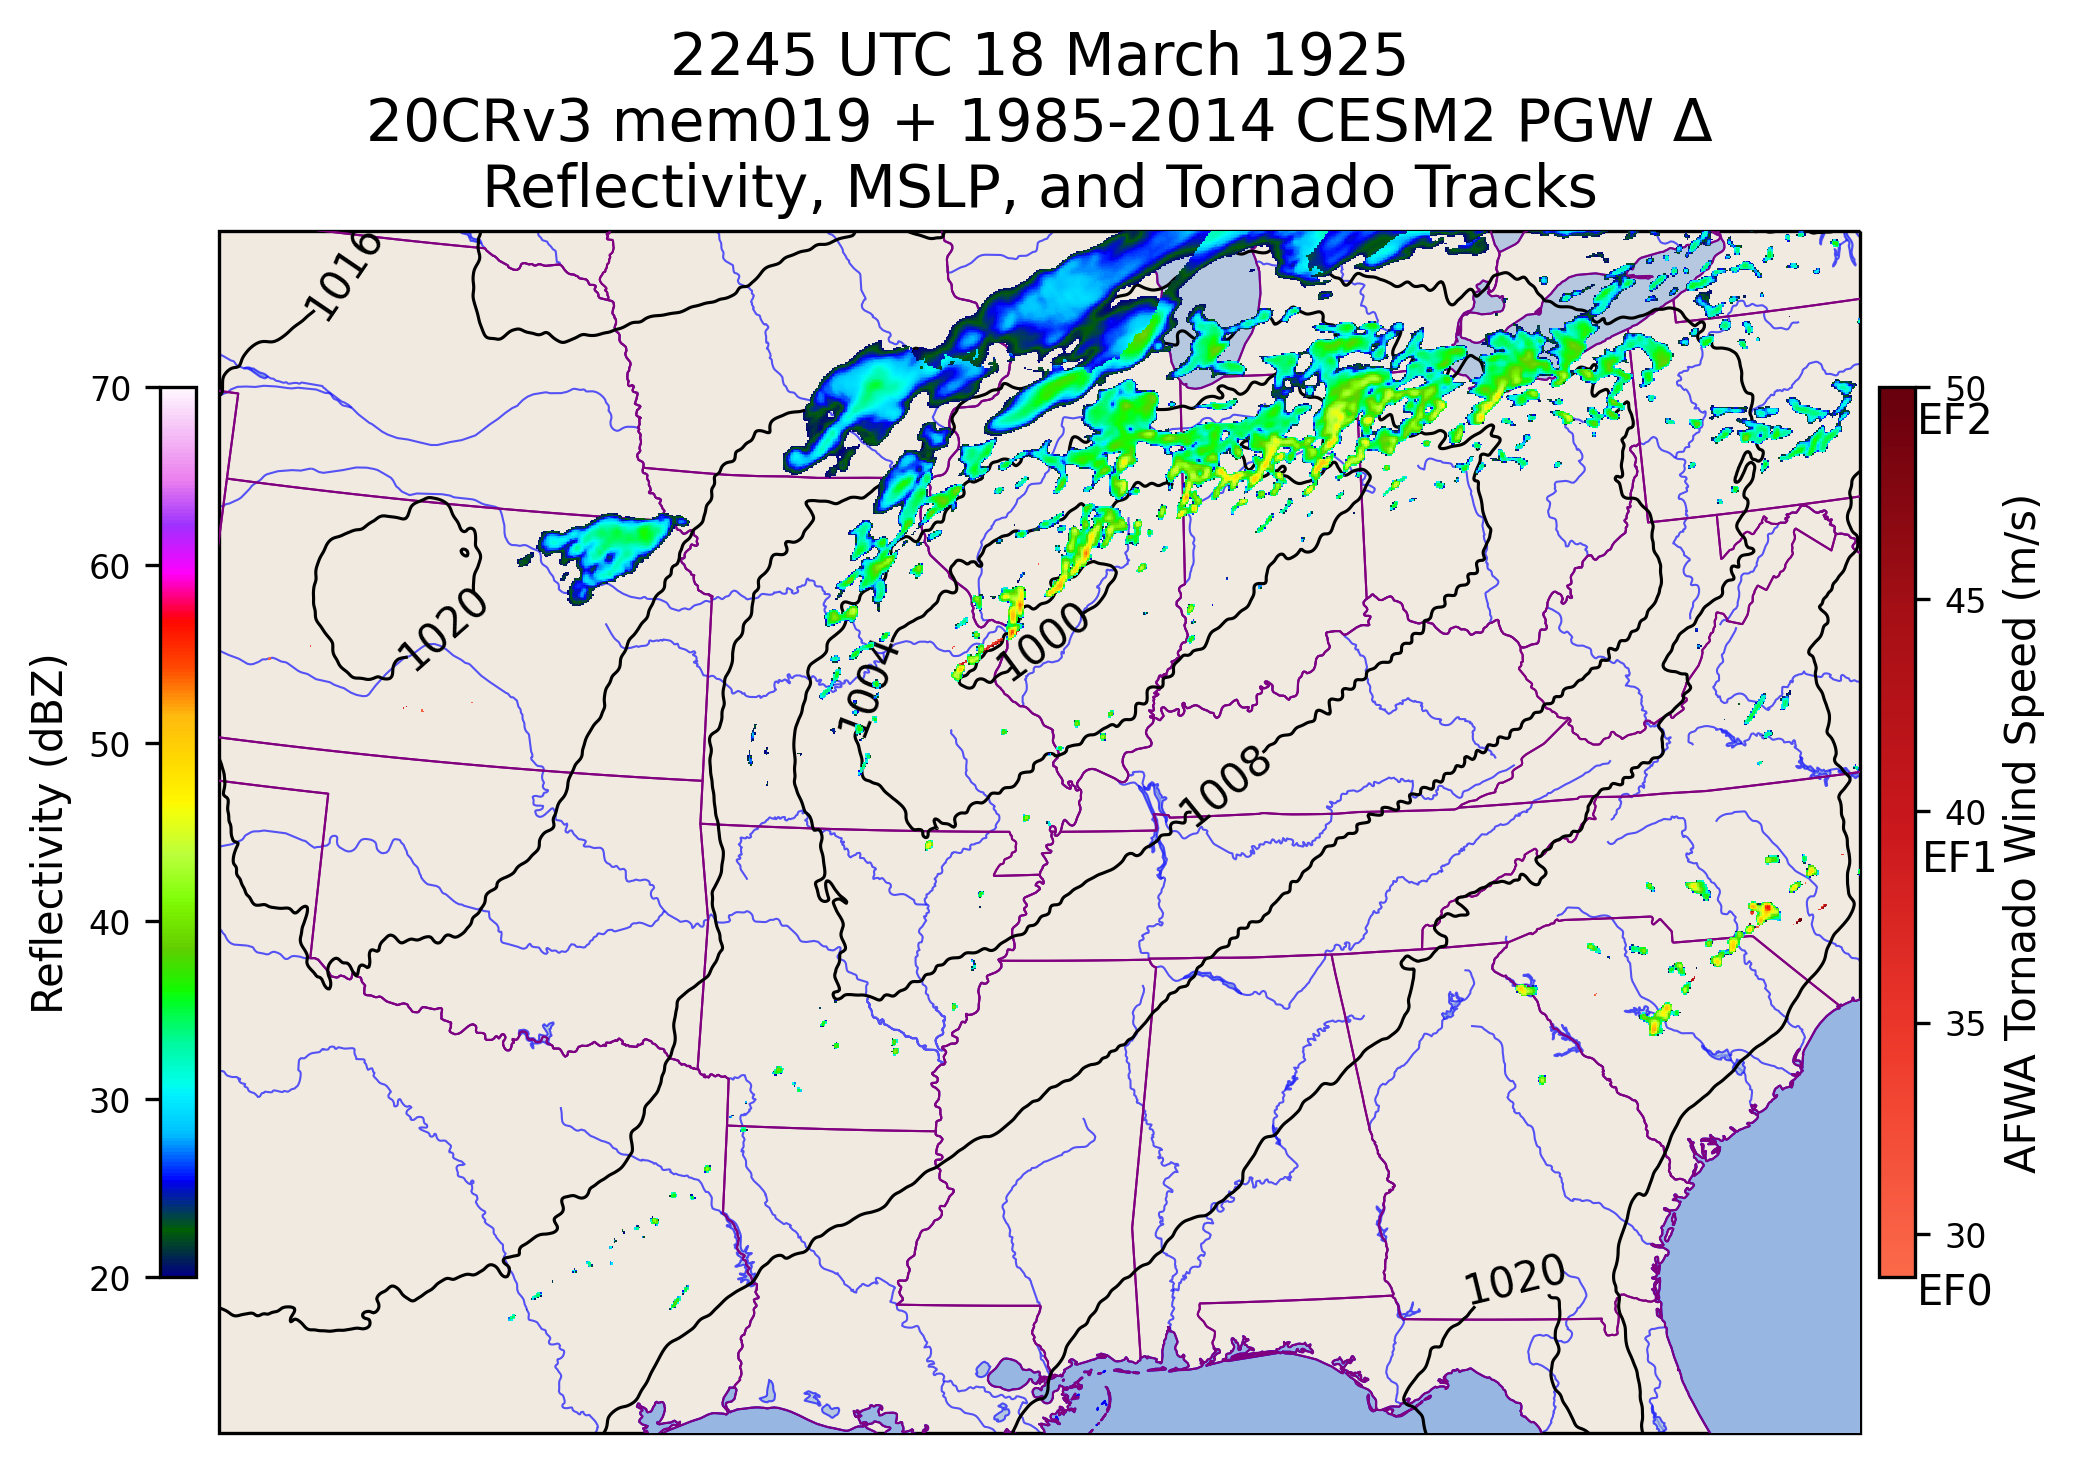 2245 UTC 18 March 1925
20CRv3 mem019 + 1985-2014 CESM2 PGW Δ
Reflectivity, MSLP, and Tornado Tracks
1016
1020
1004
1000
1008
1020
70
60
50
40
30
20
Reflectivity (dBZ)
50
EF2
45
40
EF1
35
30
EF0
AFWA Tornado Wind Speed (m/s)